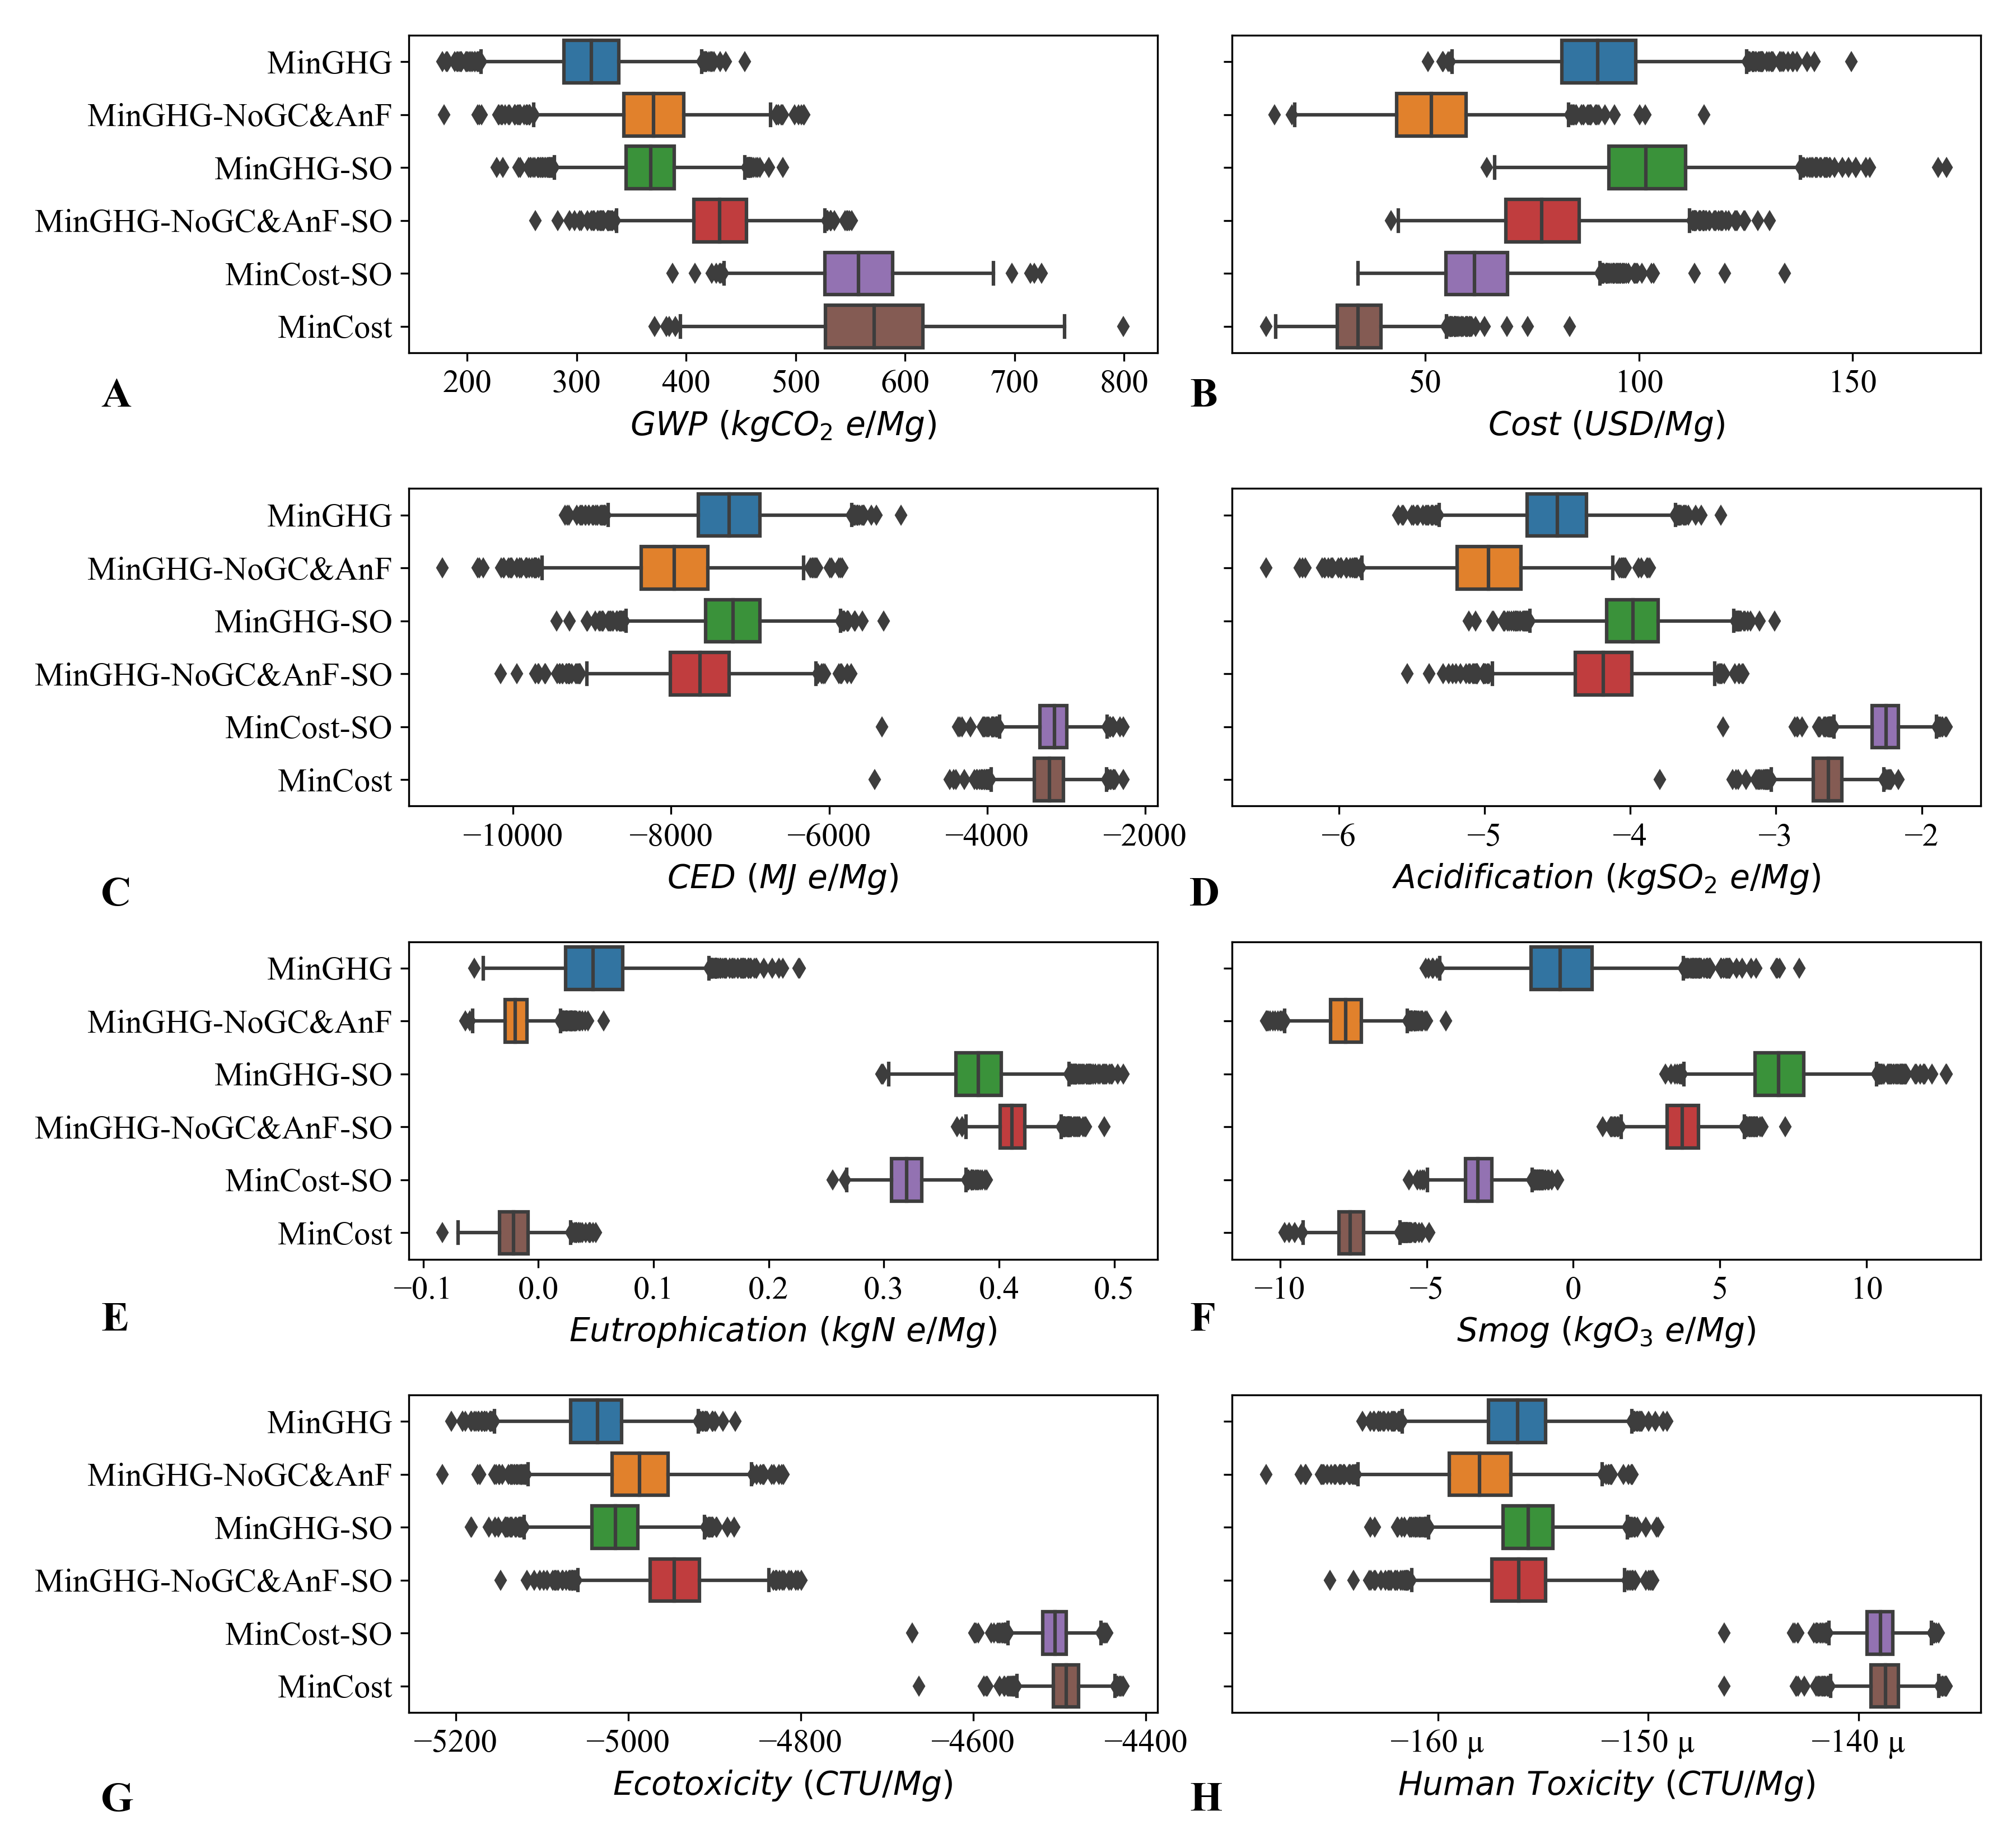 MinGHG
MinGHG-NoGC&AnF
MinGHG-SO
MinGHG-NoGC&AnF-SO
MinCost-SO
MinCost
200 300 400 500 600 700 800
GWP (kgCO₂ e/Mg)
A
50 100 150
Cost (USD/Mg)
B
MinGHG
MinGHG-NoGC&AnF
MinGHG-SO
MinGHG-NoGC&AnF-SO
MinCost-SO
MinCost
−10000 −8000 −6000 −4000 −2000
CED (MJ e/Mg)
C
−6 −5 −4 −3 −2
Acidification (kgSO₂ e/Mg)
D
MinGHG
MinGHG-NoGC&AnF
MinGHG-SO
MinGHG-NoGC&AnF-SO
MinCost-SO
MinCost
−0.1 0.0 0.1 0.2 0.3 0.4 0.5
Eutrophication (kgN e/Mg)
E
−10 −5 0 5 10
Smog (kgO₃ e/Mg)
F
MinGHG
MinGHG-NoGC&AnF
MinGHG-SO
MinGHG-NoGC&AnF-SO
MinCost-SO
MinCost
−5200 −5000 −4800 −4600 −4400
Ecotoxicity (CTU/Mg)
G
−160 µ −150 µ −140 µ
Human Toxicity (CTU/Mg)
H